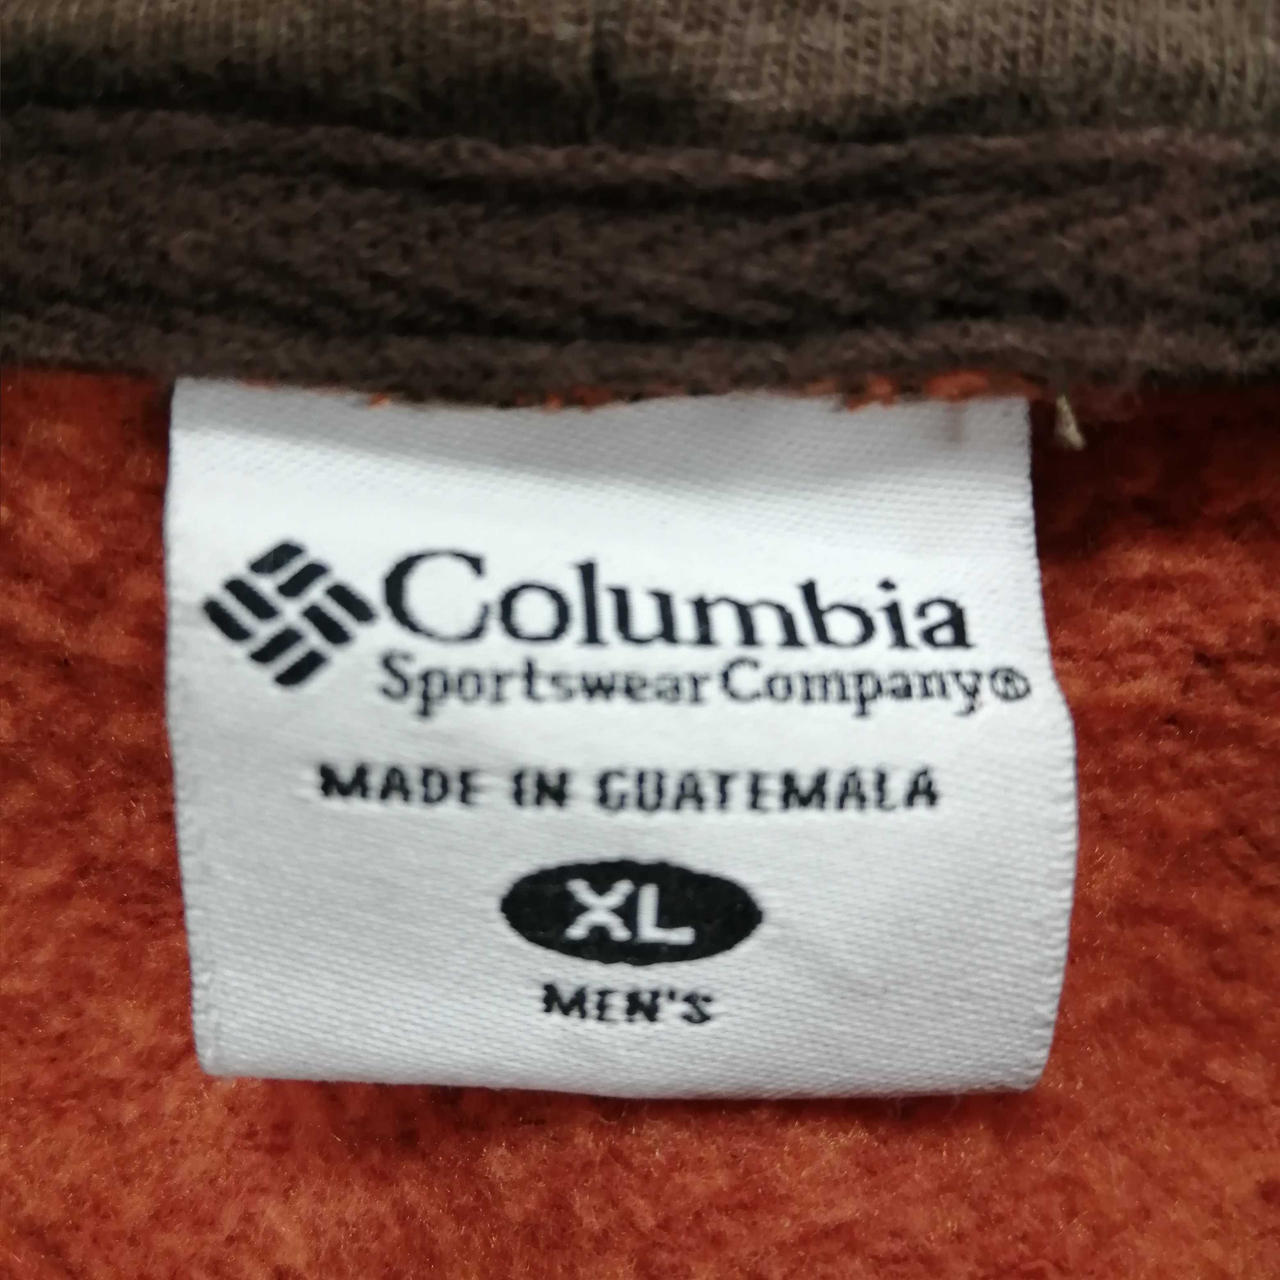 Columbia
Sportswear Company®
MADE IN GUATEMALA
XL
MEN'S